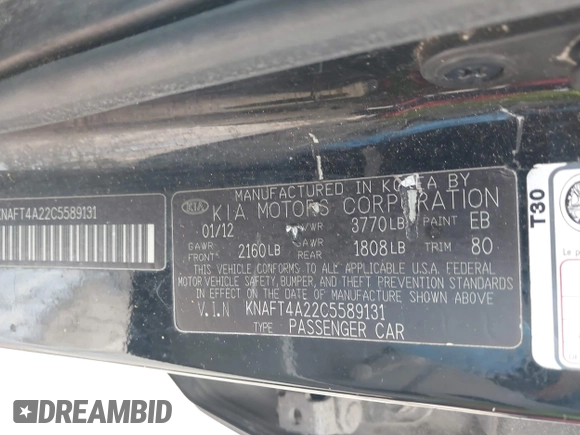 KNAFT4A22C5589131
MANUFACTURED IN KOREA BY
KIA KIA MOTORS CORPORATION
01/12 3770LB PAINT EB
GAWR FRONT 2160LB GAWR REAR 1808LB TRIM 80
THIS VEHICLE CONFORMS TO ALL APPLICABLE U.S.A. FEDERAL
MOTOR VEHICLE SAFETY, BUMPER, AND THEFT PREVENTION STANDARDS
IN EFFECT ON THE DATE OF MANUFACTURE SHOWN ABOVE
V.I.N KNAFT4A22C5589131
TYPE PASSENGER CAR
T30
DREAMBID